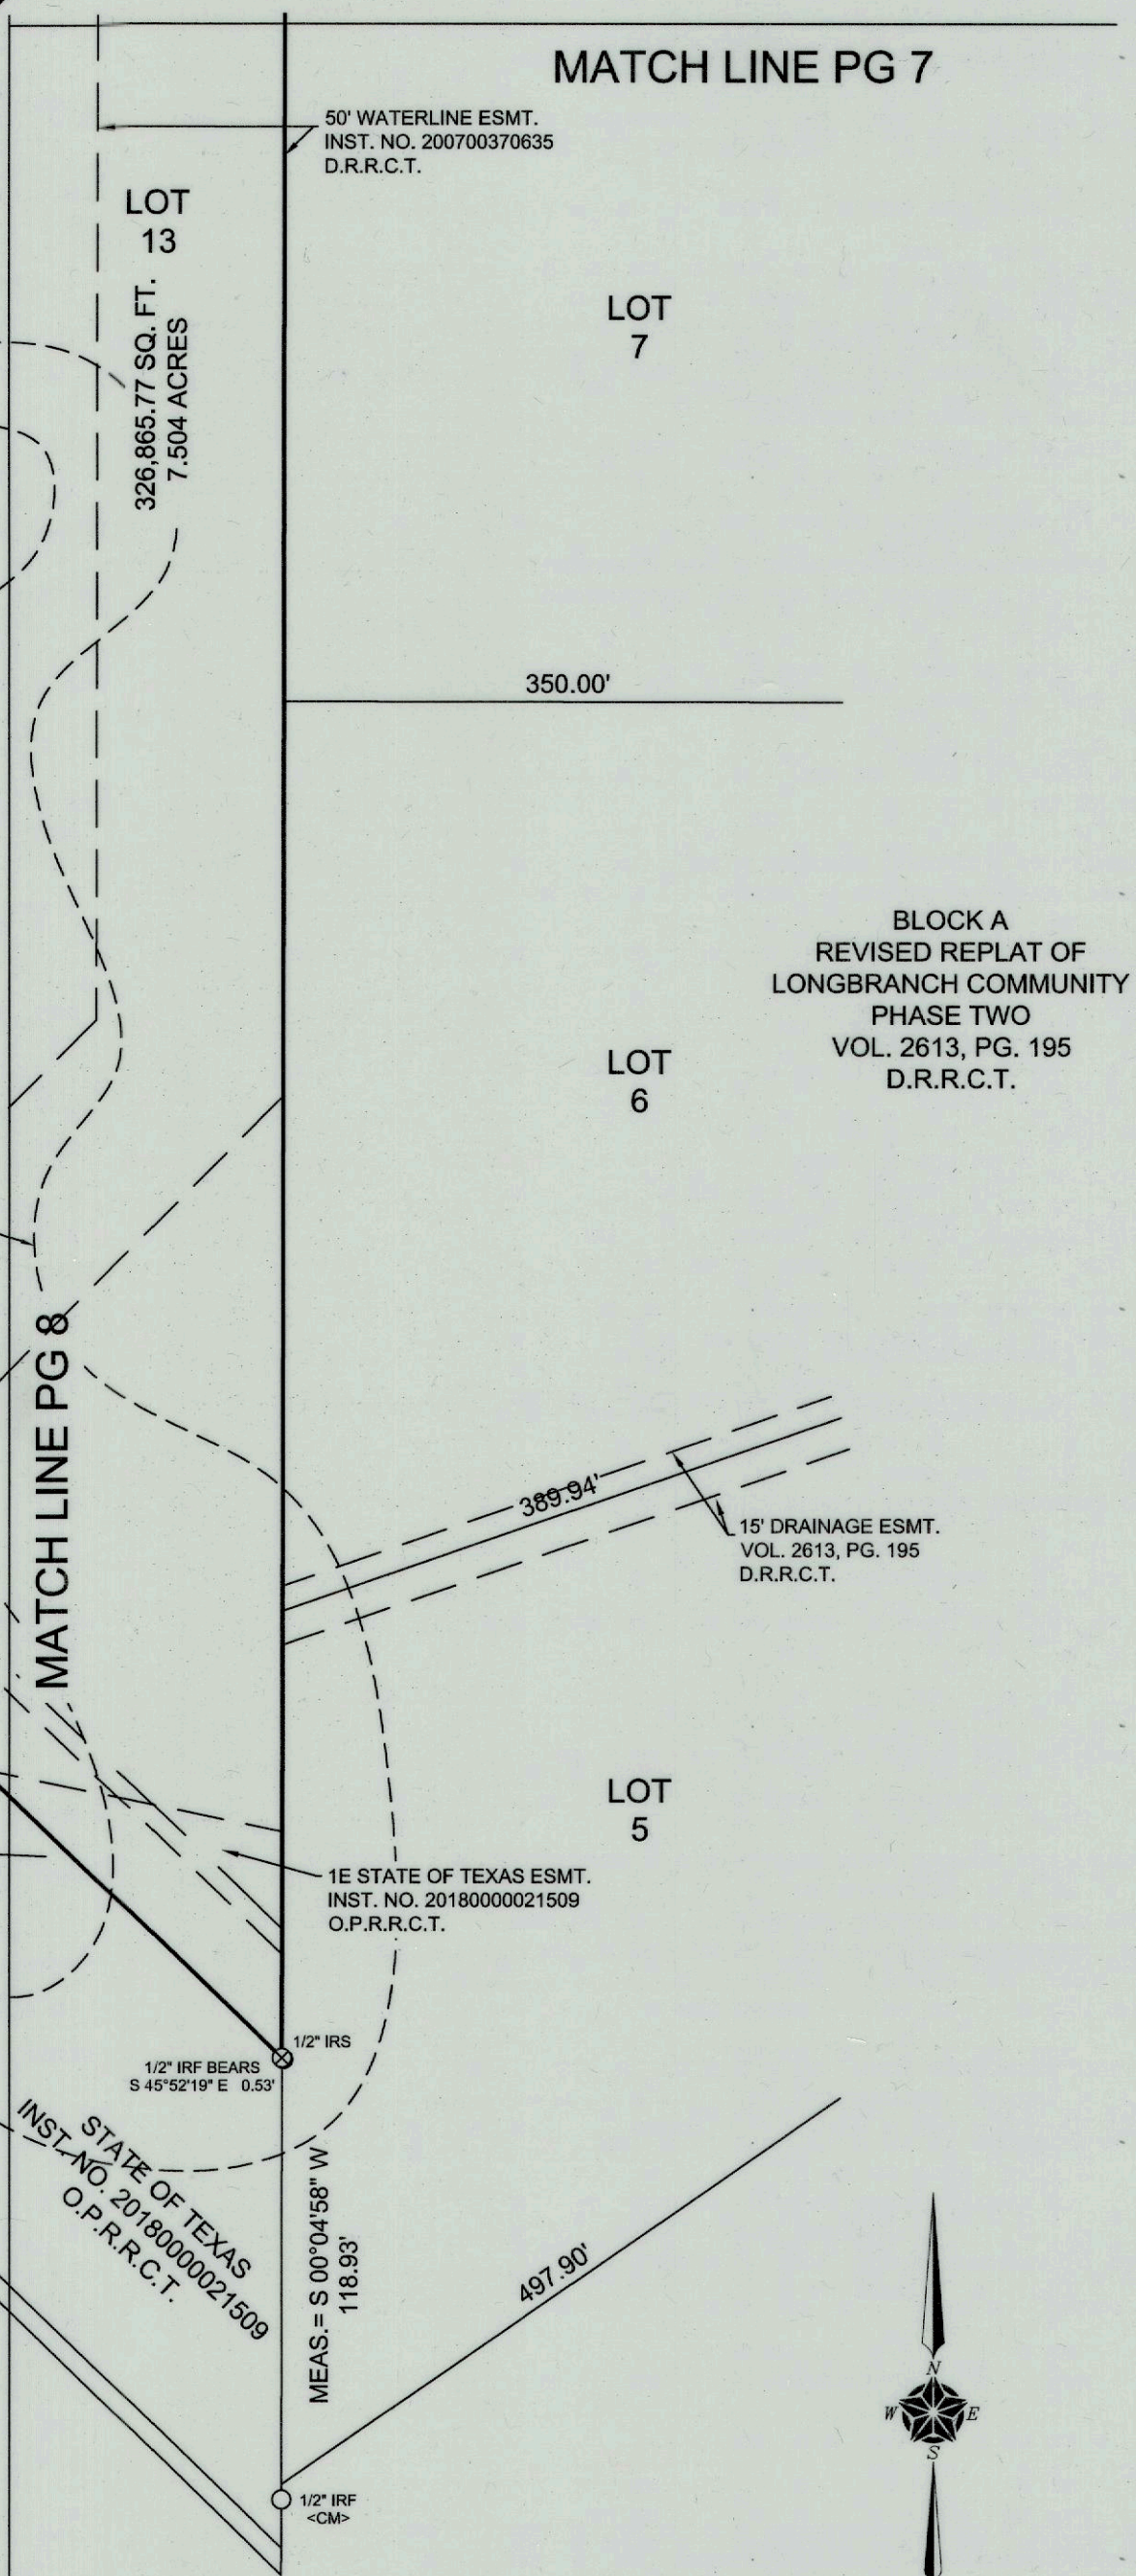 MATCH LINE PG 7
50' WATERLINE ESMT.
INST. NO. 200700370635
D.R.R.C.T.
LOT
13
326,865.77 SQ. FT.
7.504 ACRES
LOT
7
350.00'
BLOCK A
REVISED REPLAT OF
LONGBRANCH COMMUNITY
PHASE TWO
VOL. 2613, PG. 195
D.R.R.C.T.
LOT
6
MATCH LINE PG 8
389.94'
15' DRAINAGE ESMT.
VOL. 2613, PG. 195
D.R.R.C.T.
LOT
5
1E STATE OF TEXAS ESMT.
INST. NO. 20180000021509
O.P.R.R.C.T.
1/2" IRS
1/2" IRF BEARS
S 45°52'19" E 0.53'
STATE OF TEXAS
INST. NO. 20180000021509
O.P.R.R.C.T.
MEAS.= S 00°04'58" W
118.93'
497.90'
N
W E
S
1/2" IRF
<CM>